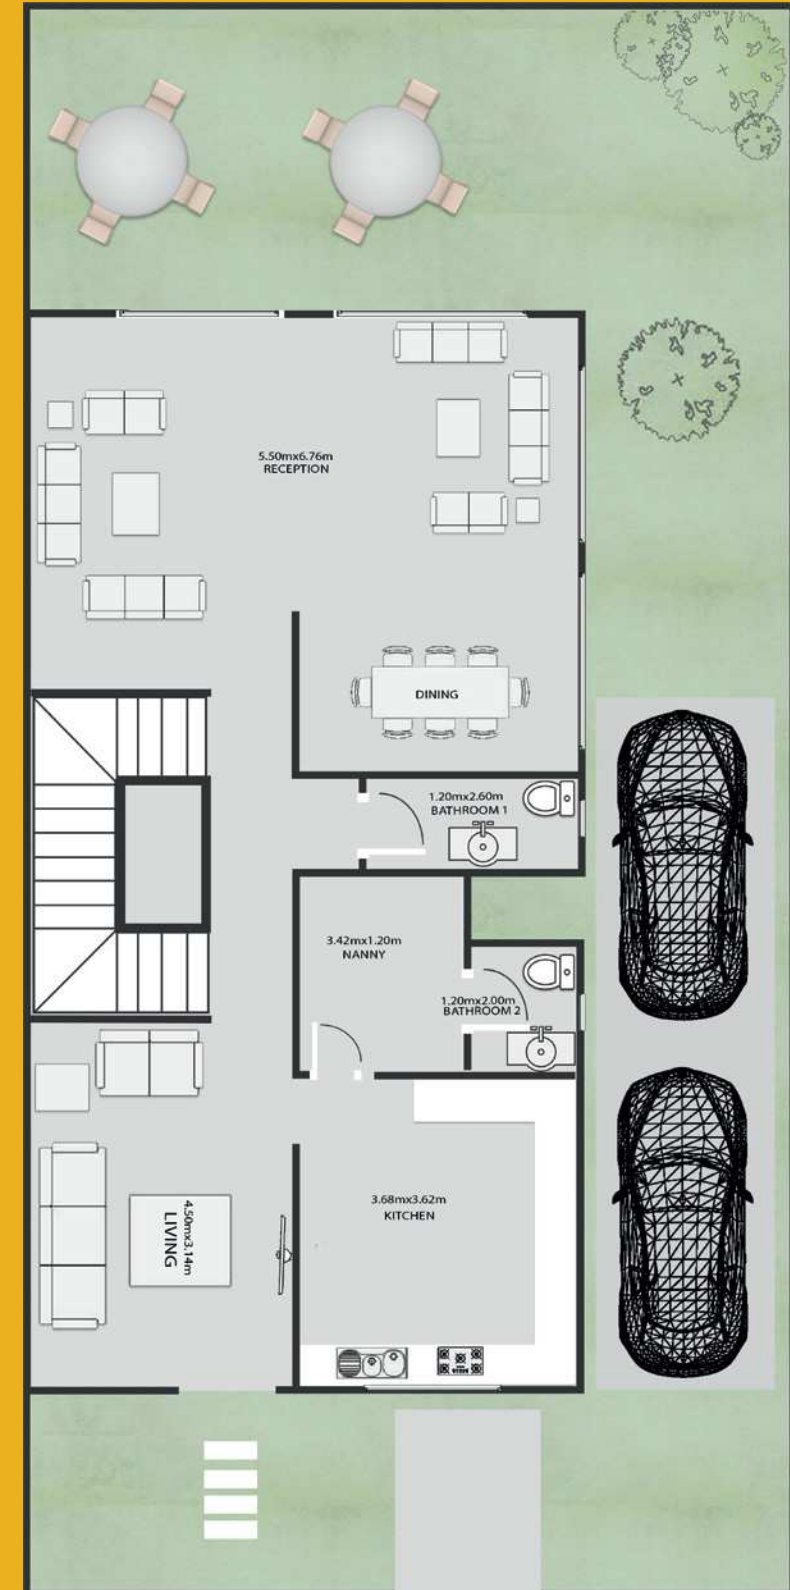 5.50mx6.76m
RECEPTION
DINING
1.20mx2.60m
BATHROOM 1
3.42mx1.20m
NANNY
1.20mx2.00m
BATHROOM 2
3.68mx3.62m
KITCHEN
4.50mx3.14m
LIVING